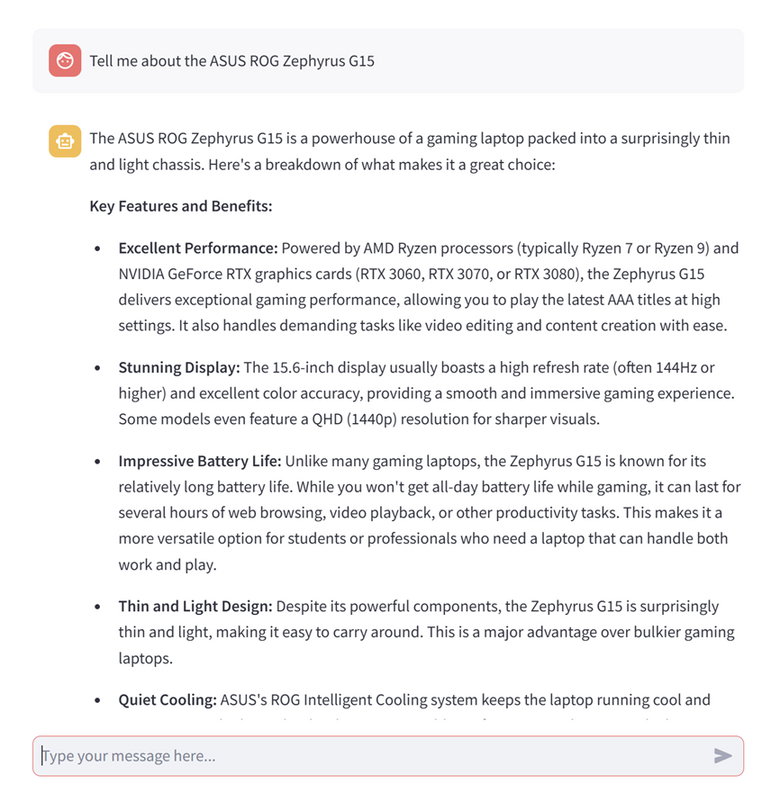 Tell me about the ASUS ROG Zephyrus G15
The ASUS ROG Zephyrus G15 is a powerhouse of a gaming laptop packed into a surprisingly thin
and light chassis. Here's a breakdown of what makes it a great choice:
Key Features and Benefits:
• Excellent Performance: Powered by AMD Ryzen processors (typically Ryzen 7 or Ryzen 9) and
NVIDIA GeForce RTX graphics cards (RTX 3060, RTX 3070, or RTX 3080), the Zephyrus G15
delivers exceptional gaming performance, allowing you to play the latest AAA titles at high
settings. It also handles demanding tasks like video editing and content creation with ease.
• Stunning Display: The 15.6-inch display usually boasts a high refresh rate (often 144Hz or
higher) and excellent color accuracy, providing a smooth and immersive gaming experience.
Some models even feature a QHD (1440p) resolution for sharper visuals.
• Impressive Battery Life: Unlike many gaming laptops, the Zephyrus G15 is known for its
relatively long battery life. While you won't get all-day battery life while gaming, it can last for
several hours of web browsing, video playback, or other productivity tasks. This makes it a
more versatile option for students or professionals who need a laptop that can handle both
work and play.
• Thin and Light Design: Despite its powerful components, the Zephyrus G15 is surprisingly
thin and light, making it easy to carry around. This is a major advantage over bulkier gaming
laptops.
• Quiet Cooling: ASUS's ROG Intelligent Cooling system keeps the laptop running cool and
Type your message here...